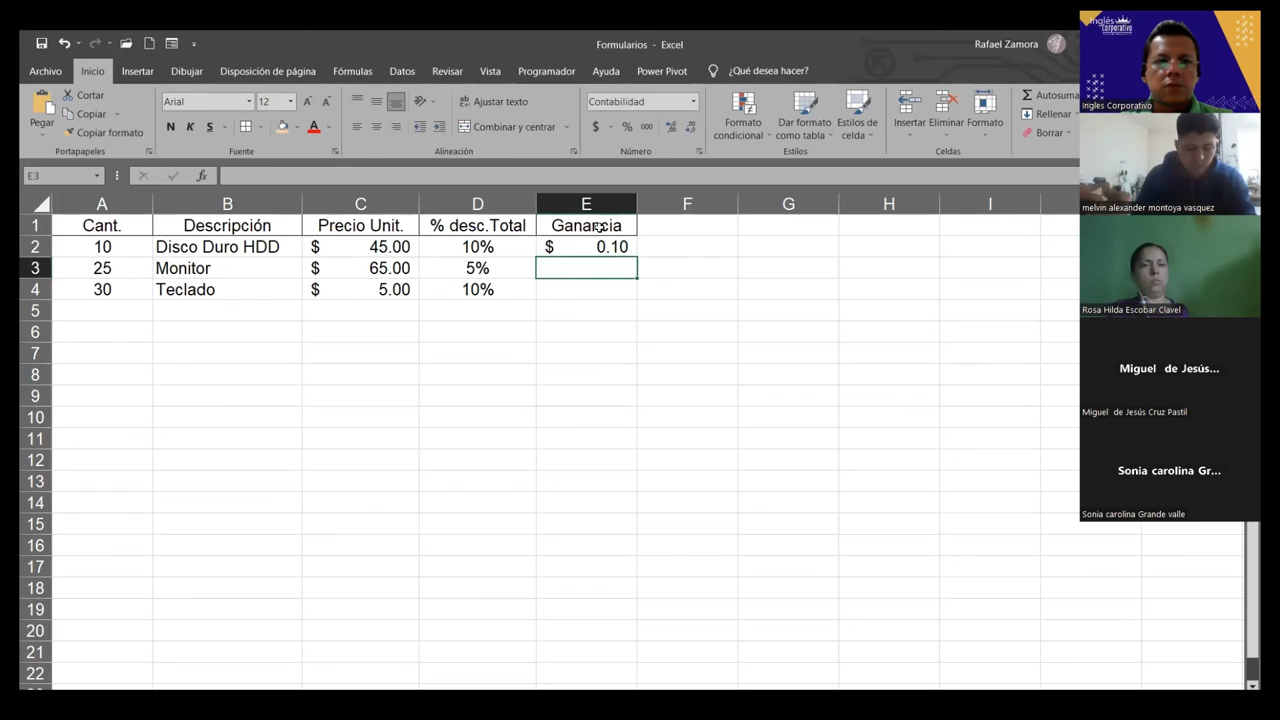 Formularios - Excel
Rafael Zamora
Archivo Inicio Insertar Dibujar Disposición de página Fórmulas Datos Revisar Vista Programador Ayuda Power Pivot ¿Qué desea hacer?
Pegar
Cortar
Copiar
Copiar formato
Portapapeles
Arial 12
N K S
Fuente
Ajustar texto
Combinar y centrar
Alineación
Contabilidad
$ % 000
Número
Formato condicional
Dar formato como tabla
Estilos de celda
Estilos
Insertar Eliminar Formato
Celdas
Autosuma
Rellenar
Borrar
E3 fx
A B C D E F G H I
1 Cant. Descripción Precio Unit. % desc.Total Ganancia
2 10 Disco Duro HDD $ 45.00 10% $ 0.10
3 25 Monitor $ 65.00 5%
4 30 Teclado $ 5.00 10%
5
6
7
8
9
10
11
12
13
14
15
16
17
18
19
20
21
22
Inglés
Corporativo
Ingles Corporativo
melvin alexander montoya vasquez
Rosa Hilda Escobar Clavel
Miguel de Jesús...
Miguel de Jesús Cruz Pastil
Sonia carolina Gr...
Sonia carolina Grande valle